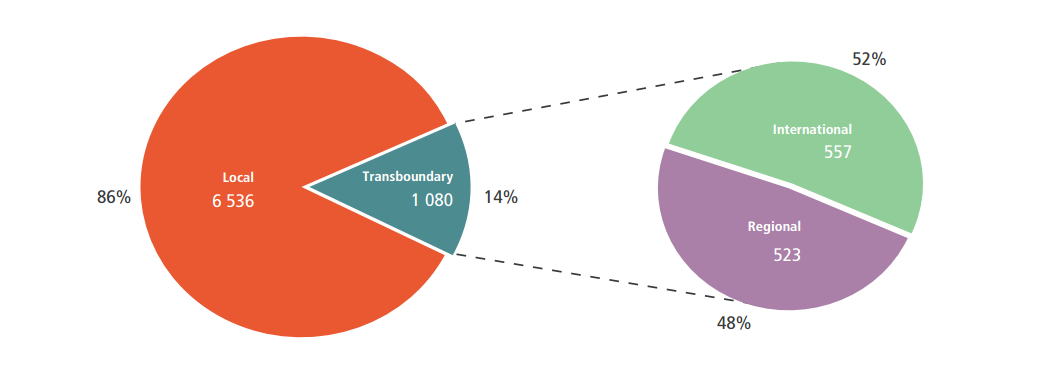 52%
International
557
Local
6 536
Transboundary
1 080
86%
14%
Regional
523
48%